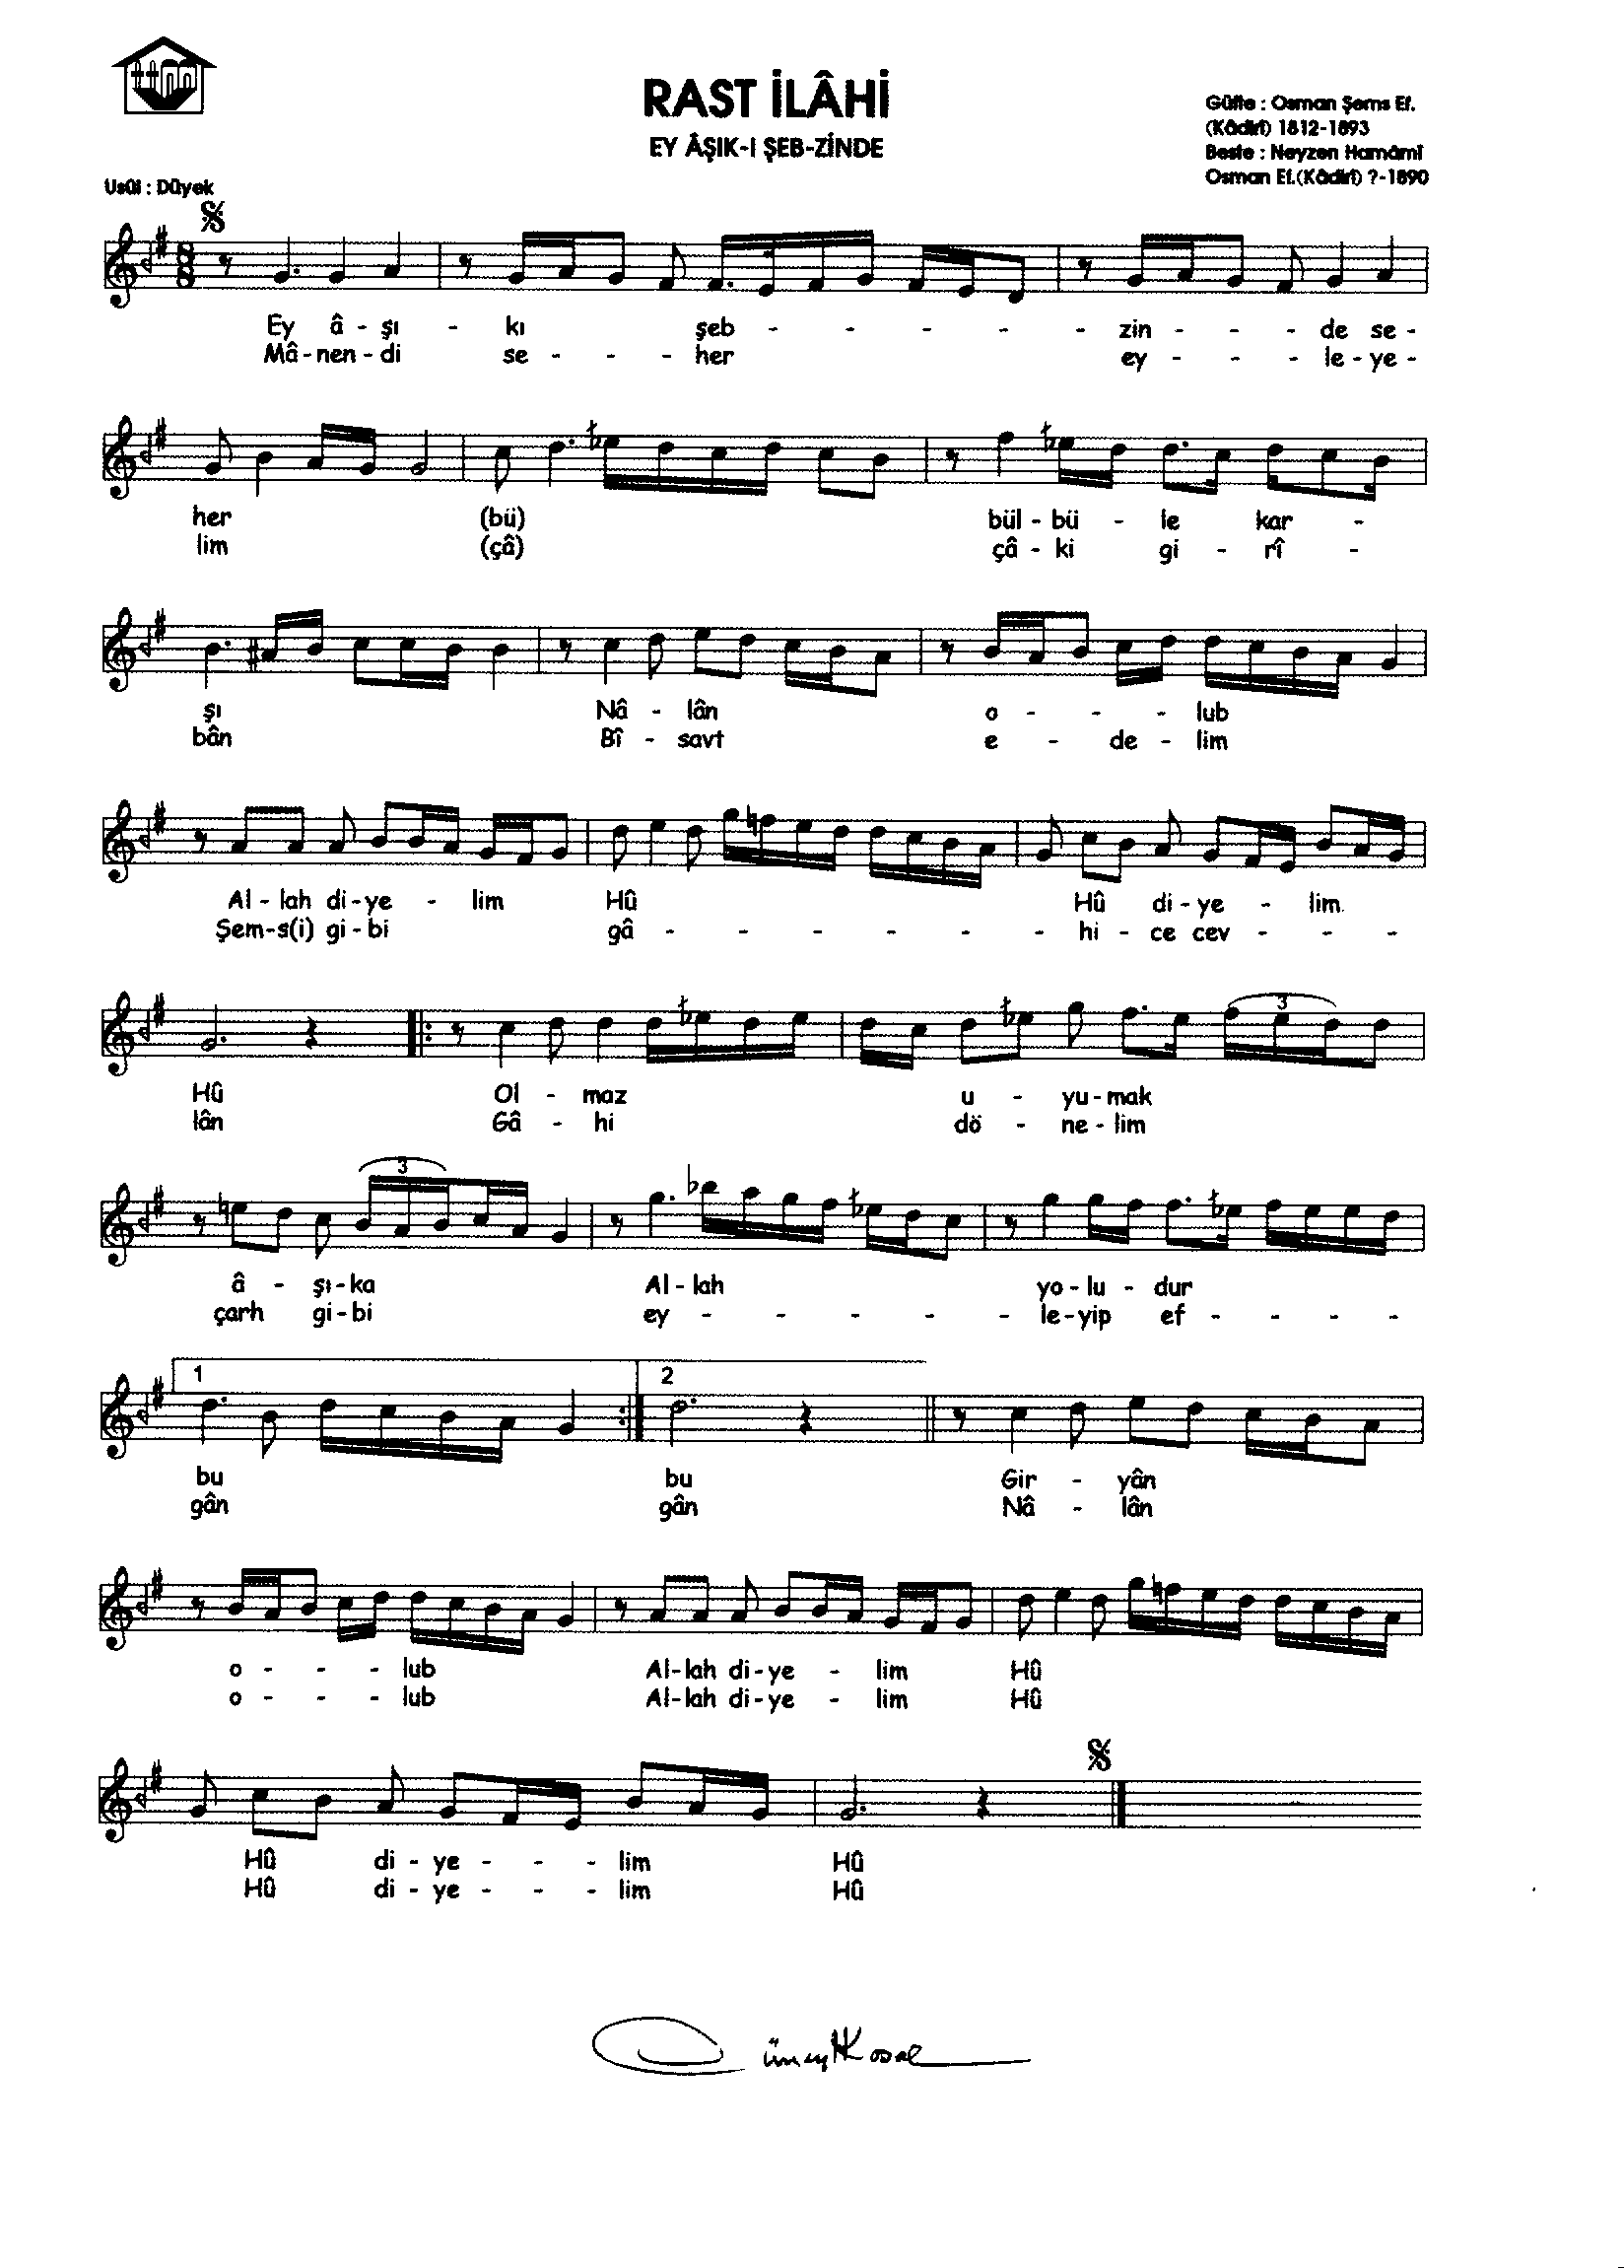 RAST İLÂHİ
EY ÂŞIK-I ŞEB-ZİNDE
Güfte : Osman Şems Ef.
(Kâdirî) 1812-1893
Beste : Neyzen Hamâmî
Osman Ef.(Kâdirî) ?-1890
Usûl : Düyek
8
8
Ey â - şı - kı şeb - - - - - - zin - - - de se -
Mâ - nen - di se - - - her ey - - - le - ye -
her (bü) bül - bü - le kar -
lim (çâ) çâ - ki gi - rî -
şı Nâ - lân o - - - - lub
bân Bî - savt e - de - lim
Al - lah di - ye - lim Hû Hû di - ye - lim
Şem - s(i) gi - bi gâ - - - - - - hi - ce cev - - -
Hû Ol - maz u - yu - mak
lân Gâ - hi dö - ne - lim
3
3
â - şı - ka Al - lah yo - lu - dur
çarh gi - bi ey - - - - - le - yip ef - - - -
1 2
bu bu Gir - yân
gân gân Nâ - lân
o - - - - lub Al - lah di - ye - lim Hû
o - - - - lub Al - lah di - ye - lim Hû
Hû di - ye - - - lim Hû
Hû di - ye - - - lim Hû